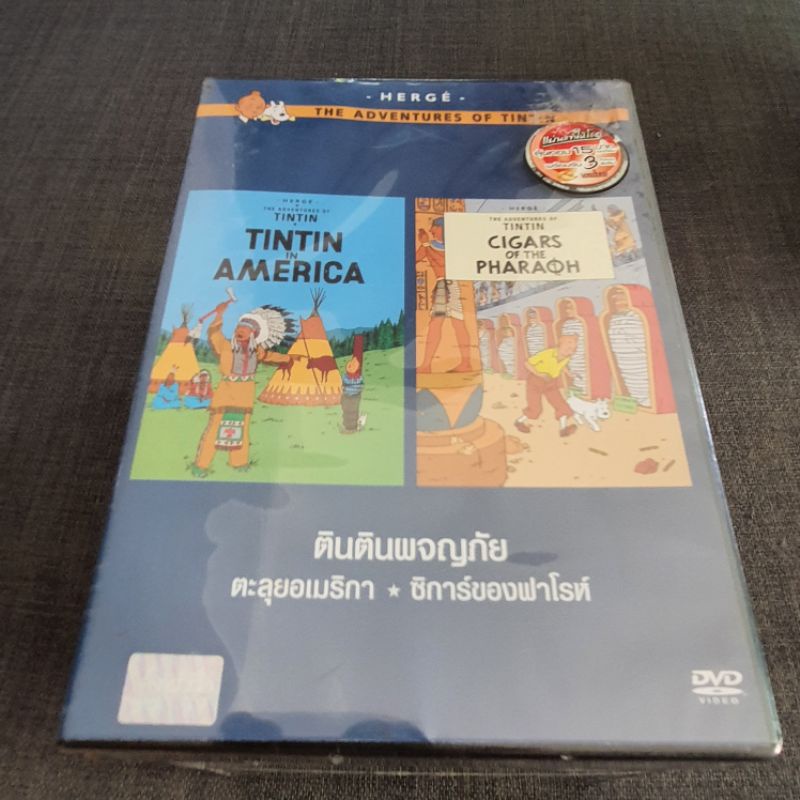 - HERGÉ -
THE ADVENTURES OF TINTIN
15
3
HERGÉ
THE ADVENTURES OF
TINTIN
TINTIN
IN
AMERICA
HERGÉ
THE ADVENTURES OF
TINTIN
CIGARS
OF THE
PHARAOH
ตินตินผจญภัย
ตะลุยอเมริกา ★ ซิการ์ของฟาโรห์
DVD
VIDEO